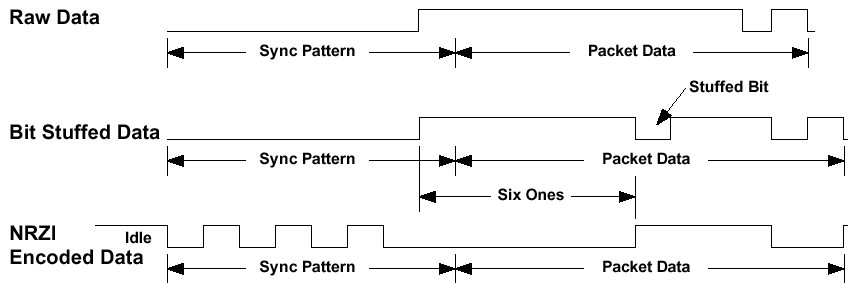 Raw Data
Sync Pattern
Packet Data
Stuffed Bit
Bit Stuffed Data
Sync Pattern
Packet Data
Six Ones
NRZI
Idle
Encoded Data
Sync Pattern
Packet Data